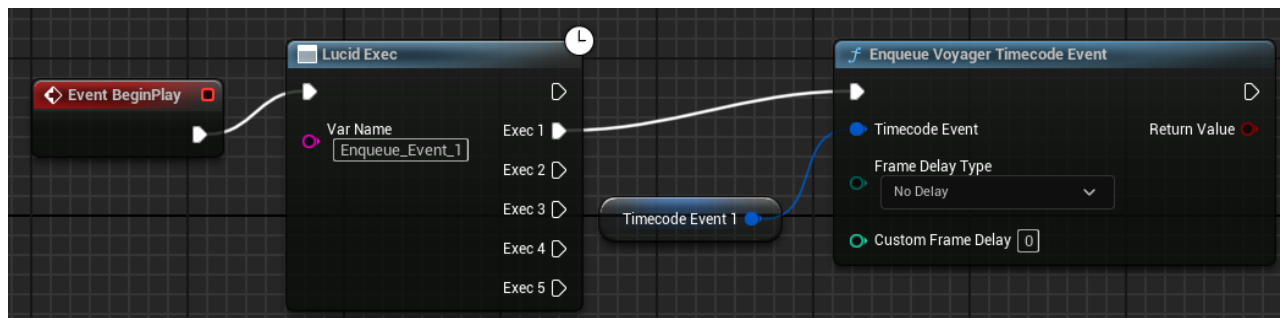 Event BeginPlay
Lucid Exec
Var Name
Enqueue_Event_1
Exec 1
Exec 2
Exec 3
Exec 4
Exec 5
Timecode Event 1
f Enqueue Voyager Timecode Event
Timecode Event
Return Value
Frame Delay Type
No Delay
Custom Frame Delay 0